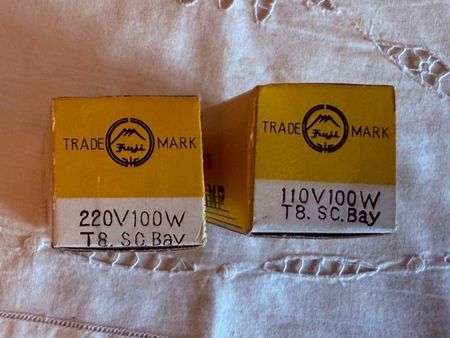 TRADE Fuji MARK
220V100W
T8. SC. Bay
TRADE Fuji MARK
110V100W
T8. SC. Bay